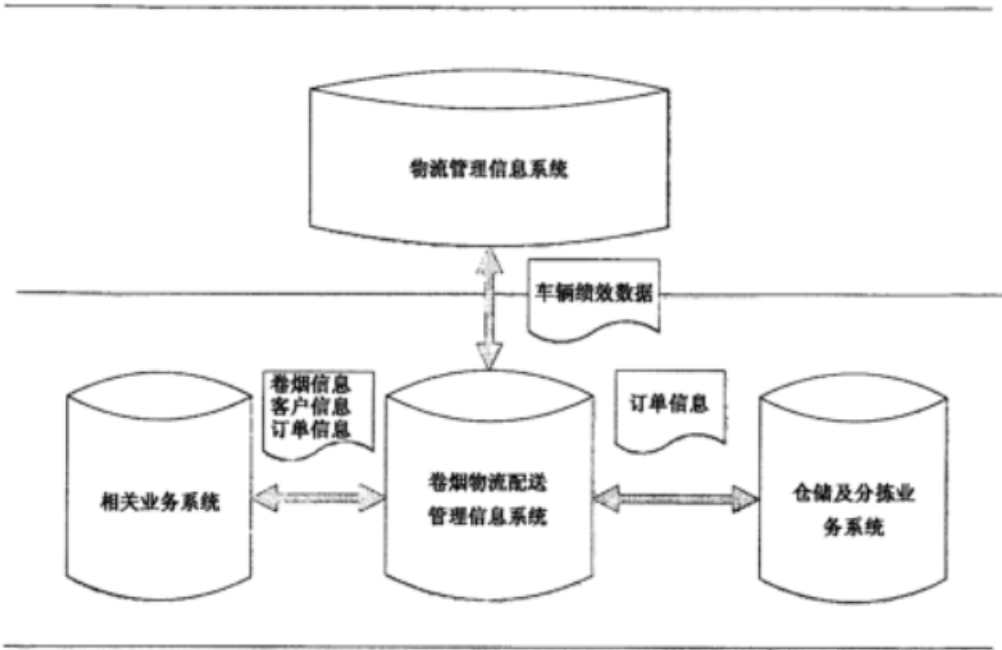 物流管理信息系统
车辆绩效数据
卷烟信息
客户信息
订单信息
订单信息
相关业务系统
卷烟物流配送
管理信息系统
仓储及分拣业
务系统